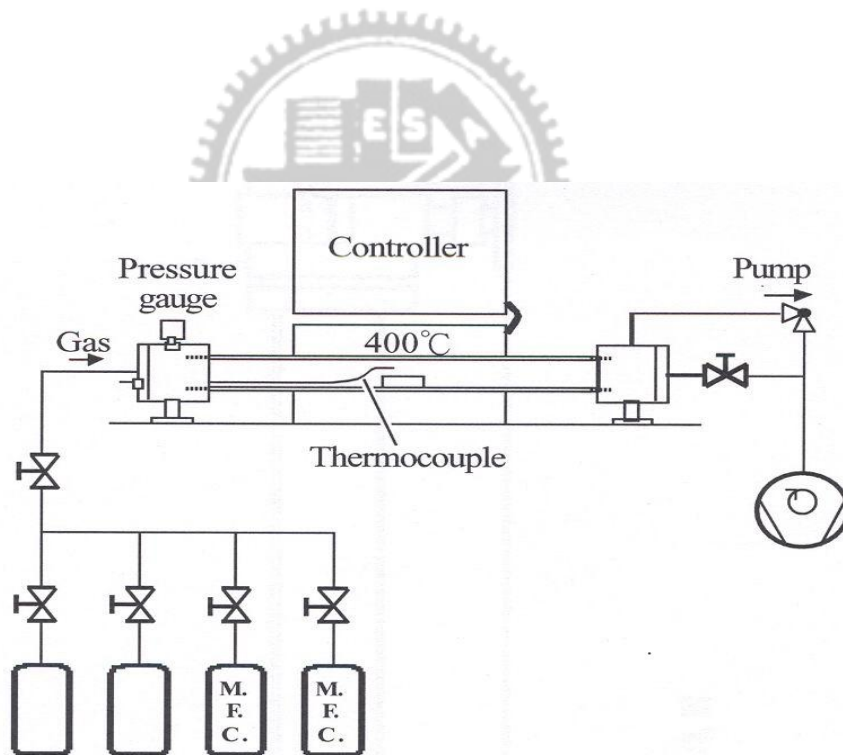 E S A
Controller
Pressure
gauge
Pump
Gas
400°C
Thermocouple
M.
F.
C.
M.
F.
C.